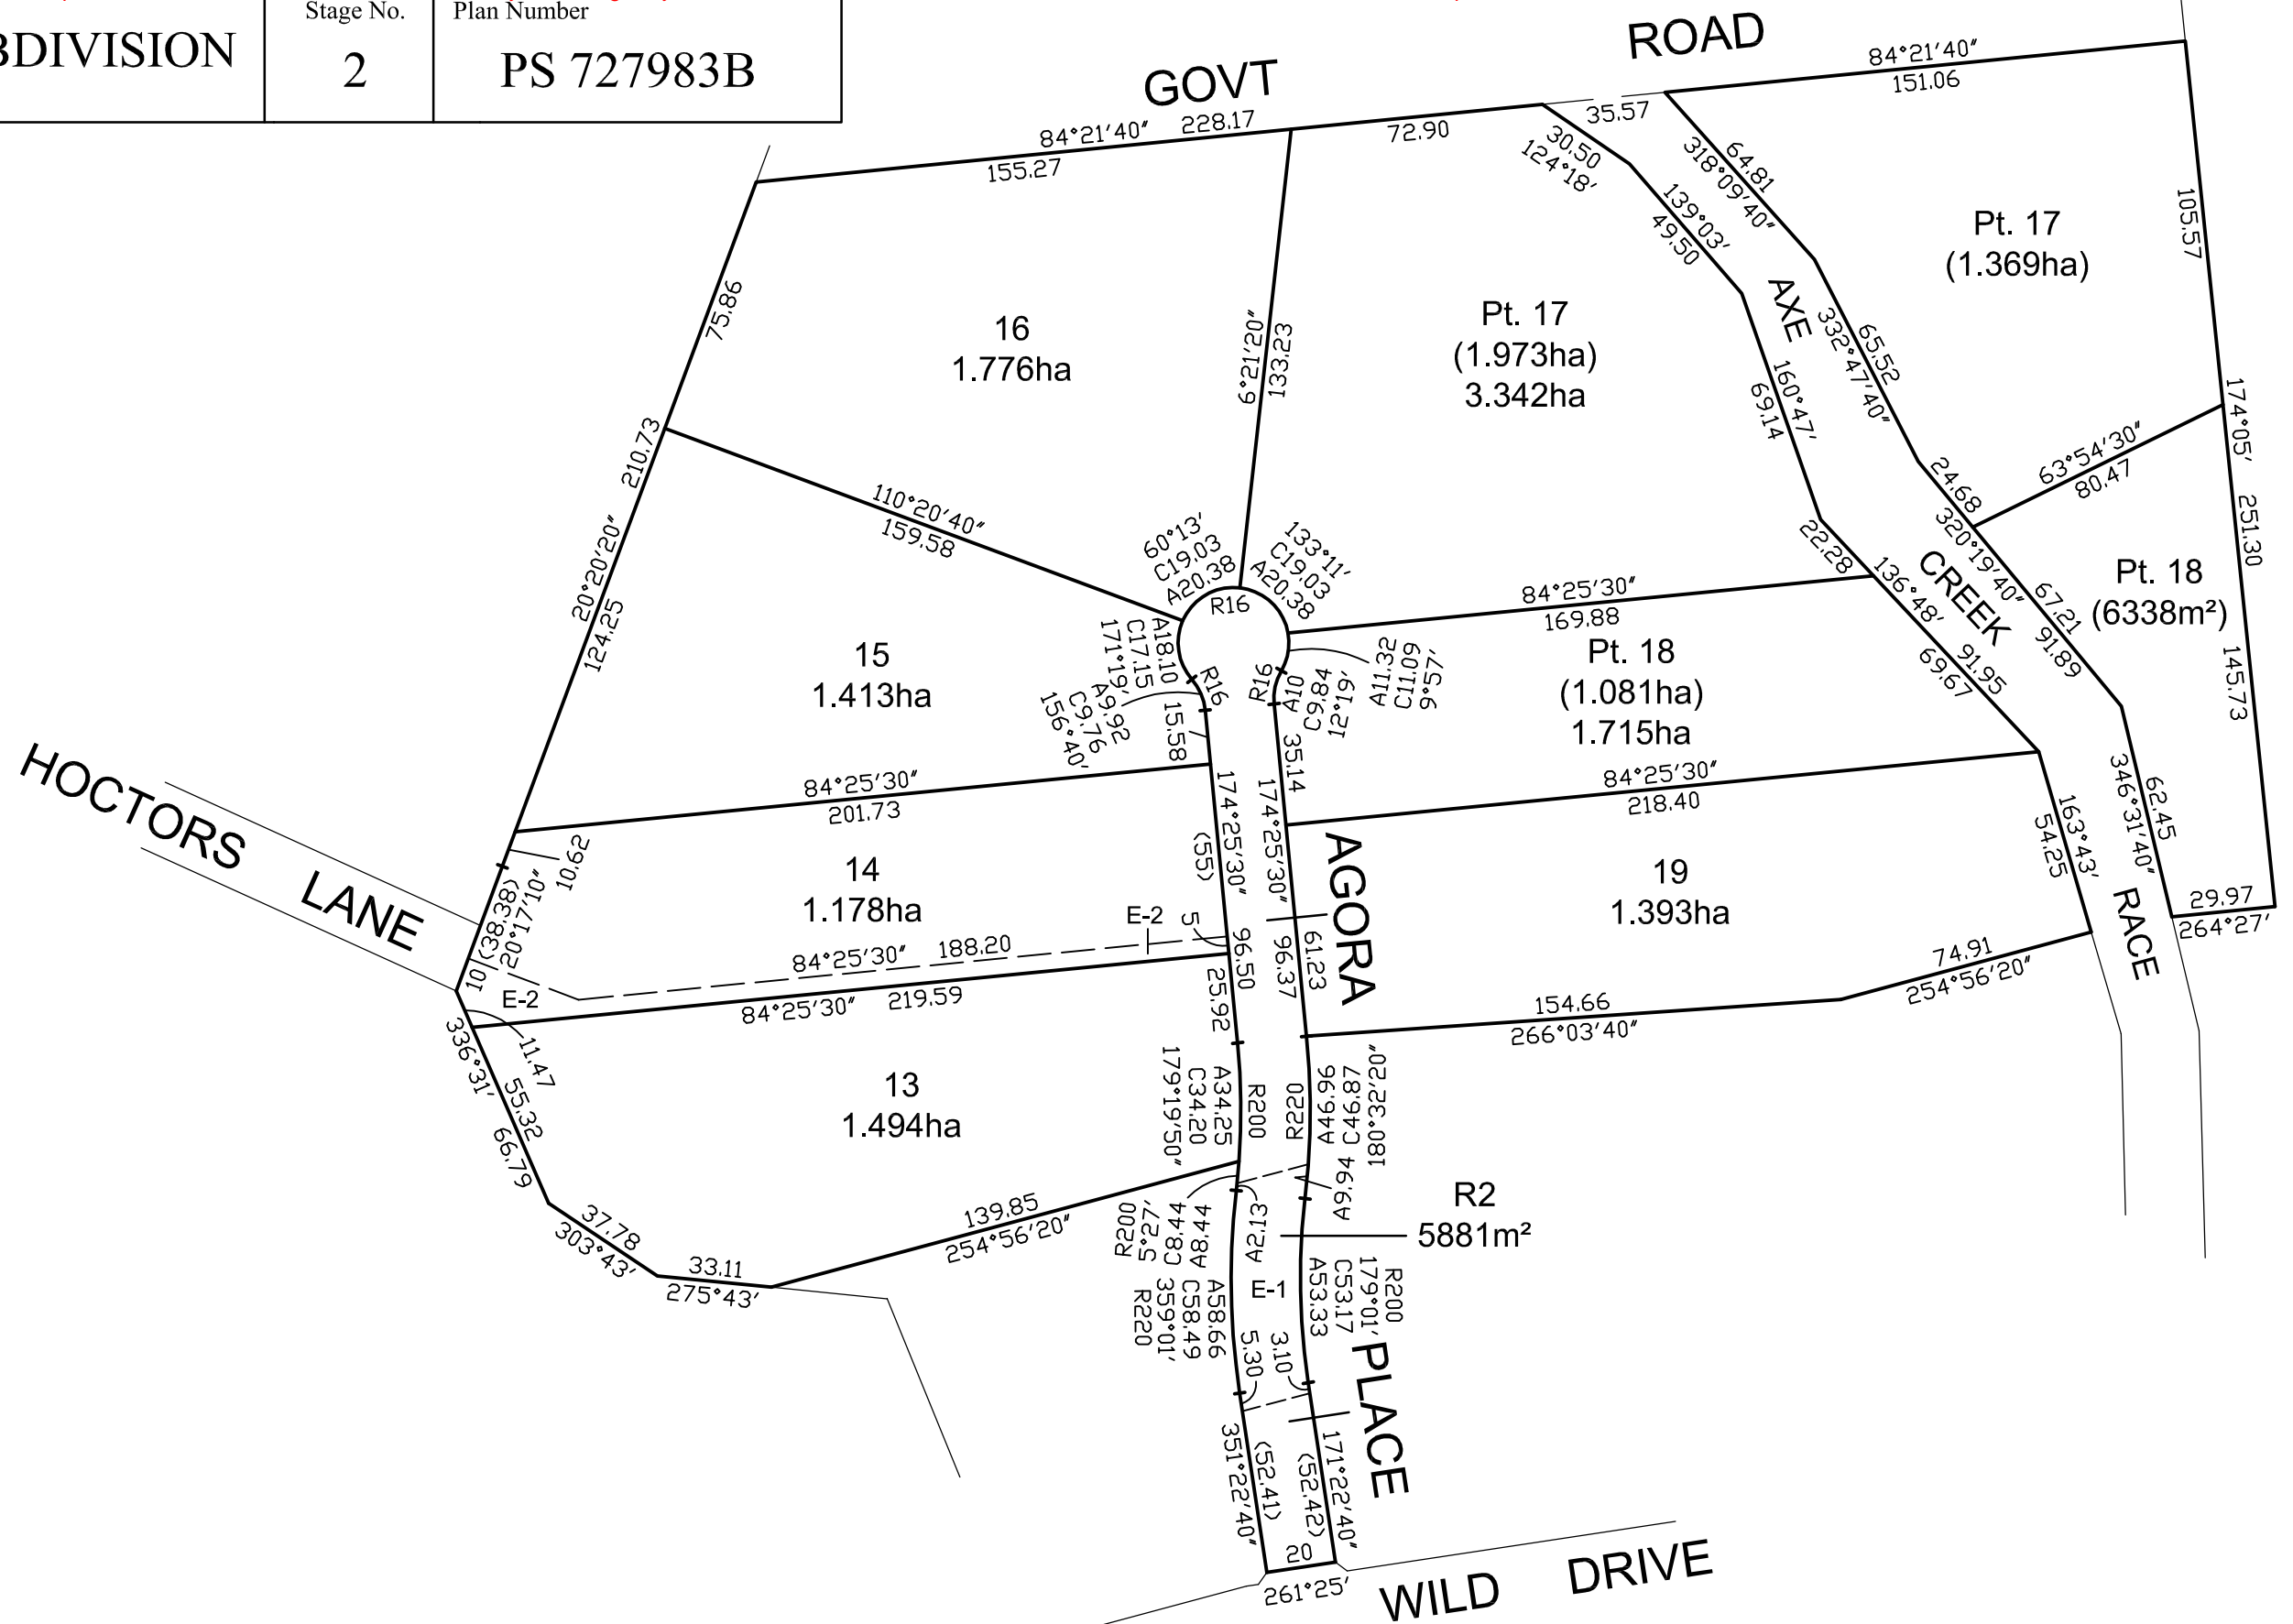 BDIVISION
Stage No.
2
Plan Number
PS 727983B
GOVT
ROAD
84°21'40" 228.17
155.27
72.90
35.57
84°21'40"
151.06
30.50
124°18'
64.81
318°09'40"
139°03'
49.50
105.57
Pt. 17
(1.369ha)
75.86
16
1.776ha
6°21'20"
133.23
Pt. 17
(1.973ha)
3.342ha
AXE
332°47'40"
65.52
160°47'
69.14
174°05'
251.30
210.73
20°20'20"
124.25
110°20'40"
159.58
63°54'30"
80.47
24.68
320°19'40"
67.21
91.89
60°13'
C19.03
A20.38
133°11'
C19.03
A20.38
R16
22.28
136°48'
91.95
69.67
CREEK
Pt. 18
(6338m²)
145.73
84°25'30"
169.88
A18.10
C17.15
171°19'
R16
R16
A10
C9.84
12°19'
A11.32
C11.09
9°57'
A9.92
C9.76
156°40'
15.58
35.14
15
1.413ha
Pt. 18
(1.081ha)
1.715ha
HOCTORS LANE
84°25'30"
201.73
84°25'30"
218.40
174°25'30"
174°25'30"
(55)
10.62
(38.38)
20°17'10"
10
14
1.178ha
AGORA
19
1.393ha
163°43'
54.25
346°31'40"
62.45
RACE
29.97
264°27'
E-2
5
84°25'30" 188.20
96.50
96.37
61.23
25.92
E-2
84°25'30" 219.59
74.91
254°56'20"
154.66
266°03'40"
11.47
336°31'
55.32
66.79
13
1.494ha
179°19'50"
C34.20
A34.25
R200
R220
A46.96
C46.87
180°32'20"
A9.94
R2
5881m²
37.78
303°43'
33.11
275°43'
139.85
254°56'20"
R200
5°27'
C8.44
A8.44
A2.13
E-1
R220
359°01'
C58.49
A58.66
5.30
3.10
A53.33
C53.17
179°01'
R200
PLACE
351°22'40"
(52.41)
(52.42)
171°22'40"
20
261°25'
WILD DRIVE